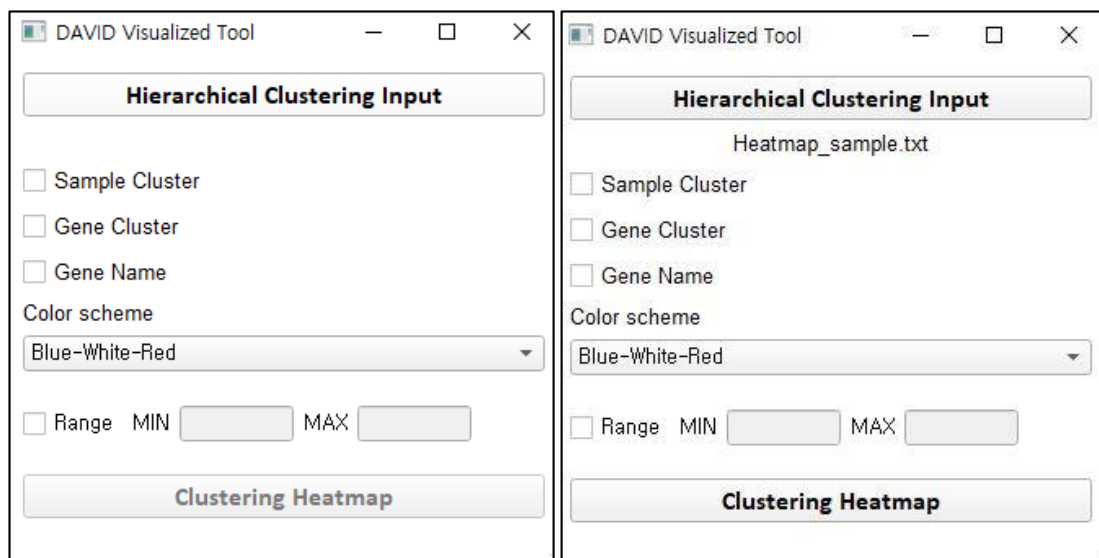 DAVID Visualized Tool
Hierarchical Clustering Input
Sample Cluster
Gene Cluster
Gene Name
Color scheme
Blue-White-Red
Range MIN MAX
Clustering Heatmap
DAVID Visualized Tool
Hierarchical Clustering Input
Heatmap_sample.txt
Sample Cluster
Gene Cluster
Gene Name
Color scheme
Blue-White-Red
Range MIN MAX
Clustering Heatmap